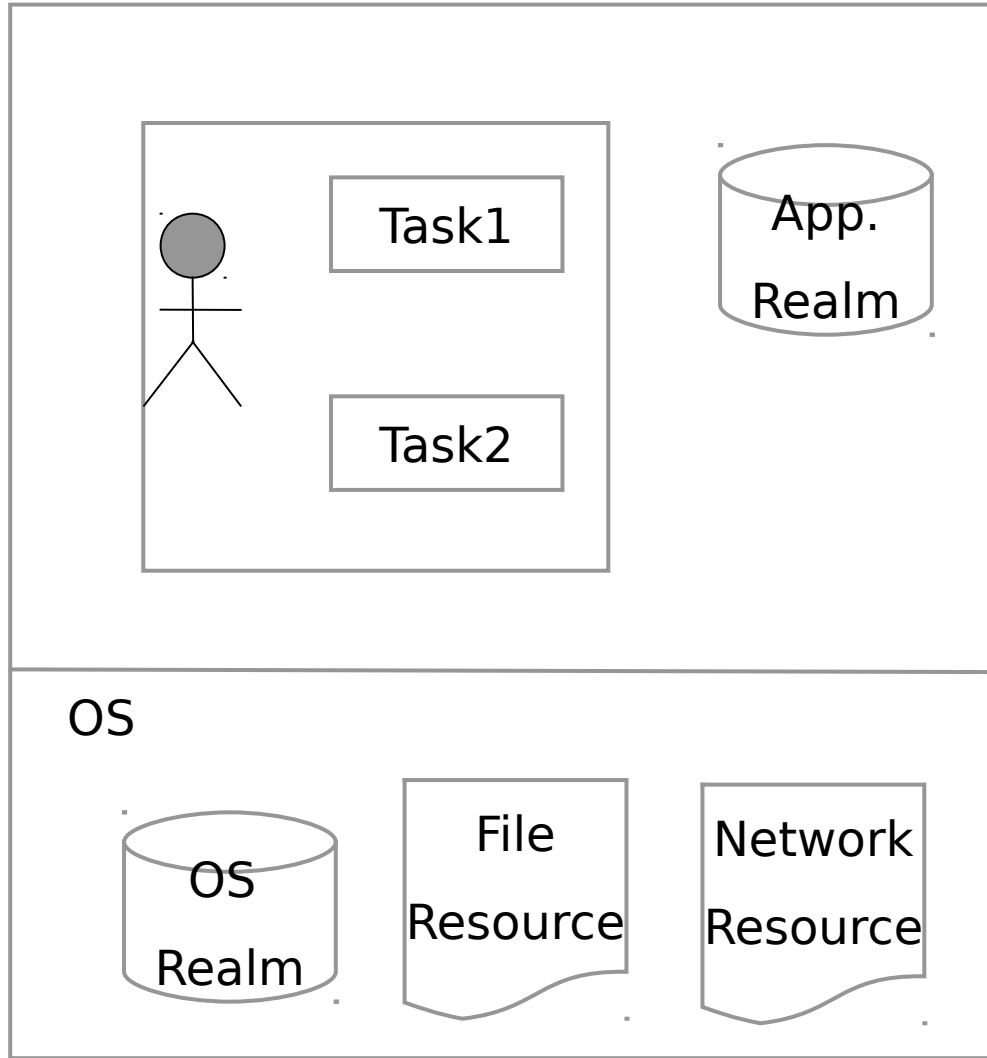 Task1
App.
Realm
Task2
OS
OS
Realm
File
Resource
Network
Resource